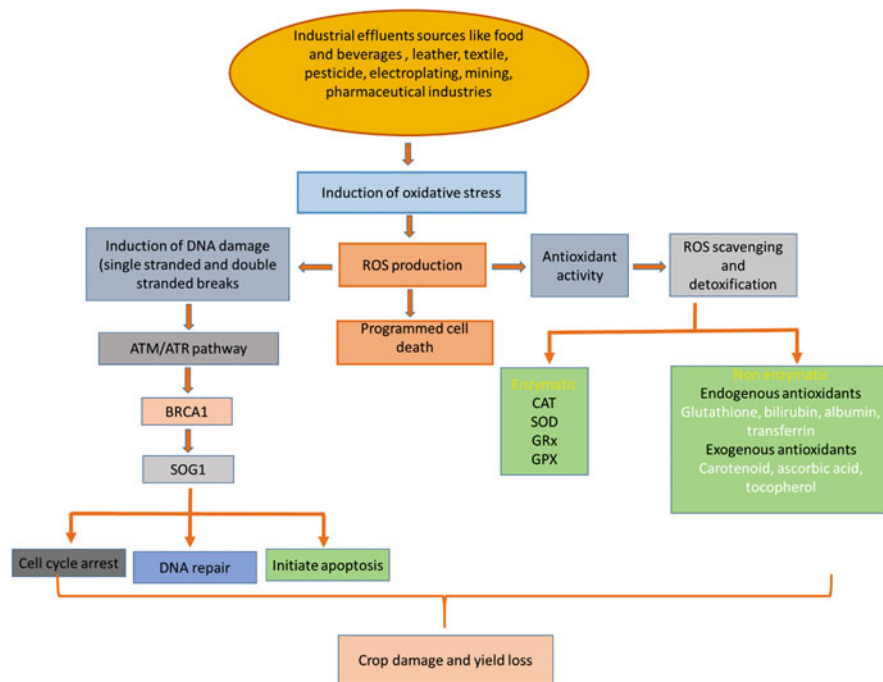 Industrial effluents sources like food
and beverages , leather, textile,
pesticide, electroplating, mining,
pharmaceutical industries
Induction of oxidative stress
Induction of DNA damage
(single stranded and double
stranded breaks
ROS production
Antioxidant
activity
ROS scavenging
and
detoxification
Programmed cell
death
ATM/ATR pathway
BRCA1
SOG1
Enzymatic
CAT
SOD
GRx
GPX
Non enzymatic
Endogenous antioxidants
Glutathione, bilirubin, albumin,
transferrin
Exogenous antioxidants
Carotenoid, ascorbic acid,
tocopherol
Cell cycle arrest
DNA repair
Initiate apoptosis
Crop damage and yield loss